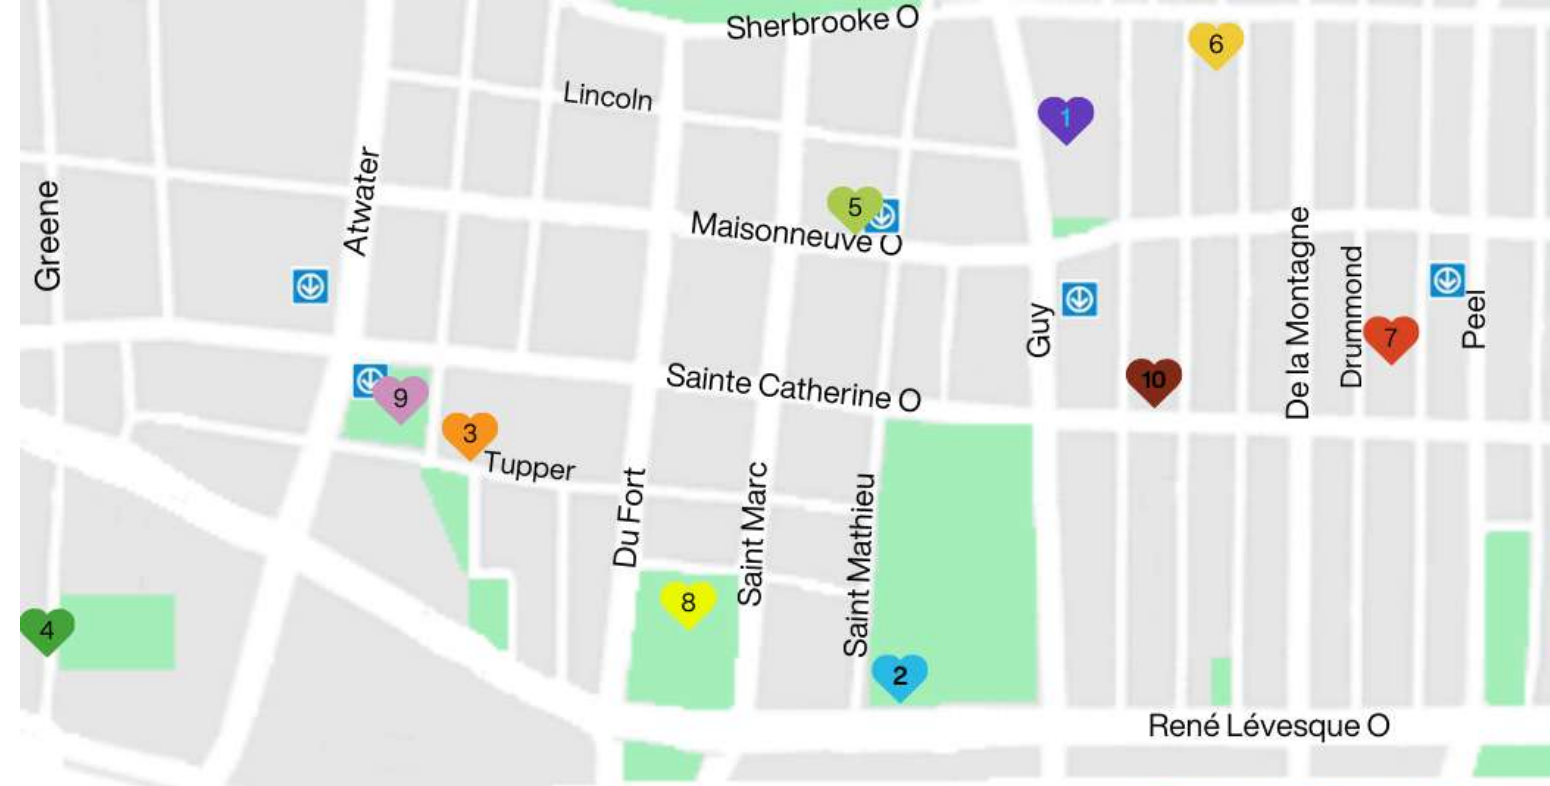 Sherbrooke O
6
Lincoln
1
Atwater
Greene
5
Maisonneuve O
De la Montagne
Drummond
Peel
Guy
7
Sainte Catherine O
10
9
3
Tupper
Du Fort
Saint Marc
Saint Mathieu
8
4
2
René Lévesque O